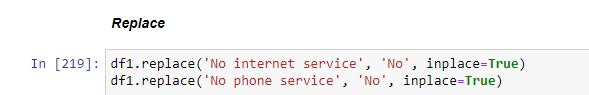 Replace
In [219]: df1.replace('No internet service', 'No', inplace=True)
df1.replace('No phone service', 'No', inplace=True)